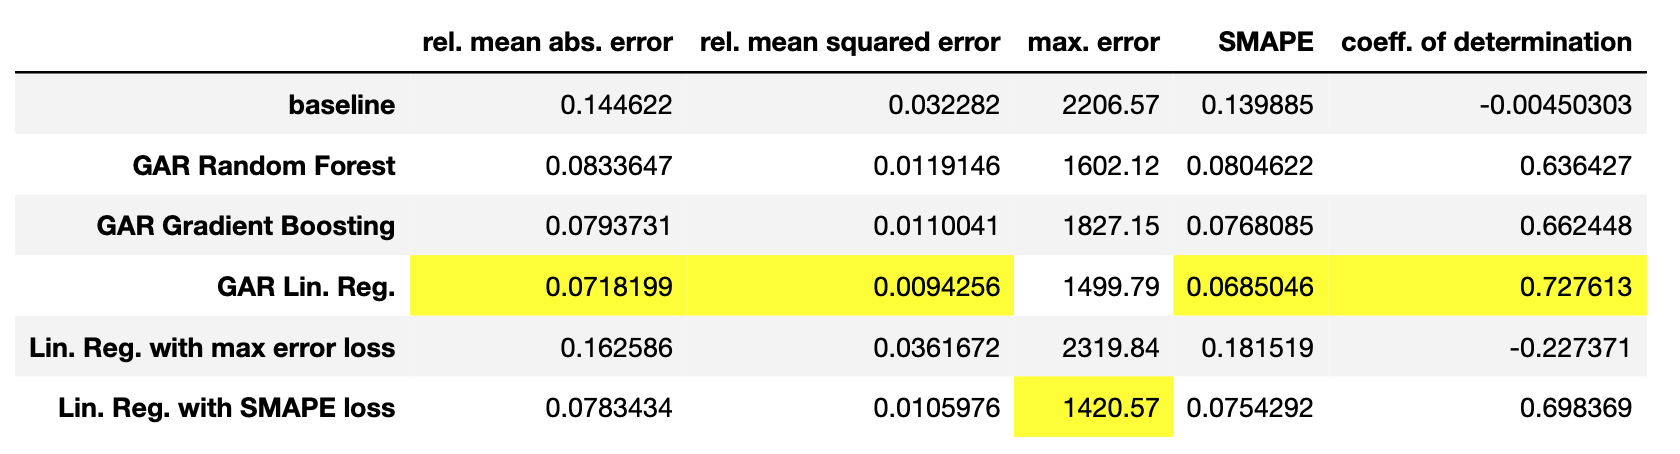 rel. mean abs. error rel. mean squared error max. error SMAPE coeff. of determination
baseline 0.144622 0.032282 2206.57 0.139885 -0.00450303
GAR Random Forest 0.0833647 0.0119146 1602.12 0.0804622 0.636427
GAR Gradient Boosting 0.0793731 0.0110041 1827.15 0.0768085 0.662448
GAR Lin. Reg. 0.0718199 0.0094256 1499.79 0.0685046 0.727613
Lin. Reg. with max error loss 0.162586 0.0361672 2319.84 0.181519 -0.227371
Lin. Reg. with SMAPE loss 0.0783434 0.0105976 1420.57 0.0754292 0.698369